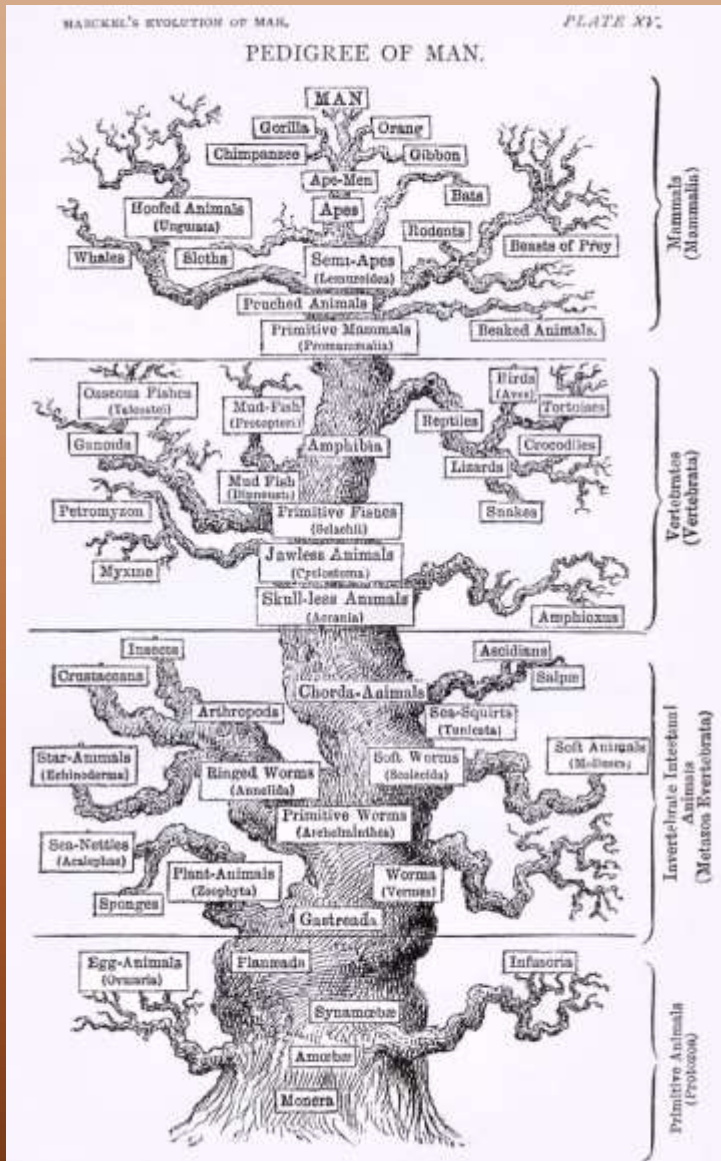 HAECKEL'S EVOLUTION OF MAN.
PLATE XV.
PEDIGREE OF MAN.
MAN
Gorilla
Orang
Chimpanzee
Gibbon
Ape-Men
Bats
Hoofed Animals
(Ungulata)
Apes
Rodents
Whales
Sloths
Semi-Apes
(Lemuroidea)
Beasts of Prey
Pouched Animals
Primitive Mammals
(Promammalia)
Beaked Animals.
Mammals
(Mammalia)
Osseous Fishes
(Teleostei)
Mud-Fish
(Protopteri)
Birds
(Aves)
Tortoises
Reptiles
Ganoids
Amphibia
Crocodiles
Lizards
Mud Fish
(Dipneusti)
Petromyzon
Primitive Fishes
(Selachii)
Snakes
Jawless Animals
(Cyclostoma)
Myxine
Skull-less Animals
(Acrania)
Amphioxus
Vertebrates
(Vertebrata)
Insects
Ascidians
Crustaceans
Salpæ
Chorda-Animals
Arthropods
Sea-Squirts
(Tunicata)
Star-Animals
(Echinoderma)
Ringed Worms
(Annelida)
Soft Worms
(Scolecida)
Soft Animals
(Mollusca)
Primitive Worms
(Archelminthes)
Sea-Nettles
(Acalephae)
Plant-Animals
(Zoophyta)
Worms
(Vermes)
Sponges
Gastreada
Invertebrate Intestinal
Animals
(Metazoa Evertebrata)
Egg-Animals
(Ovularia)
Planæada
Infusoria
Synamœbæ
Amœbæ
Monera
Primitive Animals
(Protozoa)